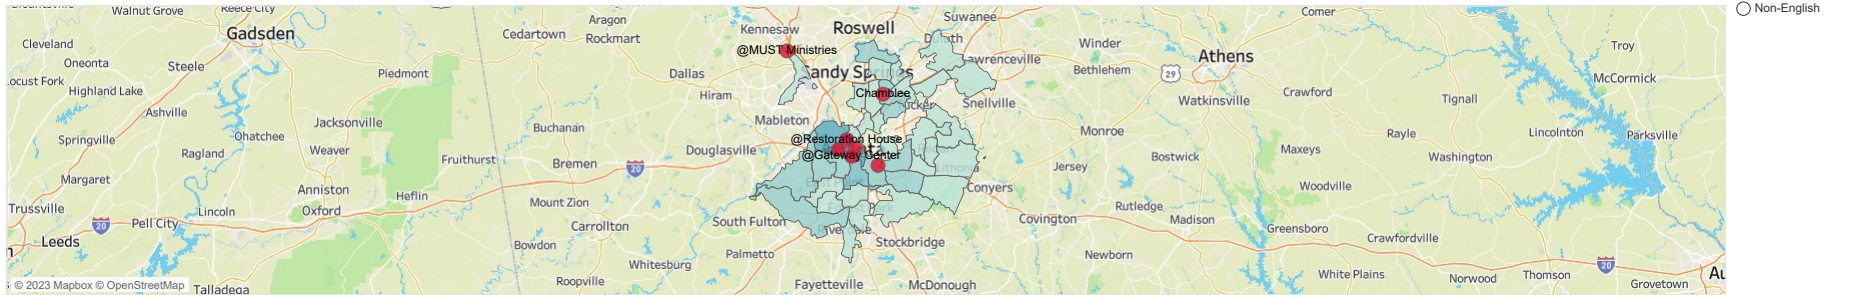 Walnut Grove
Reece City
Gadsden
Cleveland
Oneonta
Steele
Highland Lake
Ashville
Springville
Ragland
Margaret
Trussville
Pell City
Lincoln
Leeds
20
Talladega
Piedmont
Jacksonville
Ohatchee
Weaver
Anniston
Oxford
Heflin
Fruithurst
Cedartown
Aragon
Rockmart
Buchanan
Bremen
20
Mount Zion
Carrollton
Bowdon
Whitesburg
Roopville
Kennesaw
@MUST Ministries
Dallas
Hiram
Mableton
Douglasville
Roswell
Suwanee
Chamblee
Snellville
@Restoration House
@Gateway Center
South Fulton
Palmetto
Fayetteville
Stockbridge
McDonough
Conyers
Covington
Newborn
Winder
Bethlehem
Monroe
Jersey
Rutledge
Madison
Bostwick
Athens
29
Watkinsville
Comer
Crawford
Maxeys
Woodville
Greensboro
Crawfordville
White Plains
Tignall
Rayle
Washington
Lincolnton
Troy
McCormick
Parksville
Norwood
Thomson
20
Grovetown
Non-English
© 2023 Mapbox © OpenStreetMap